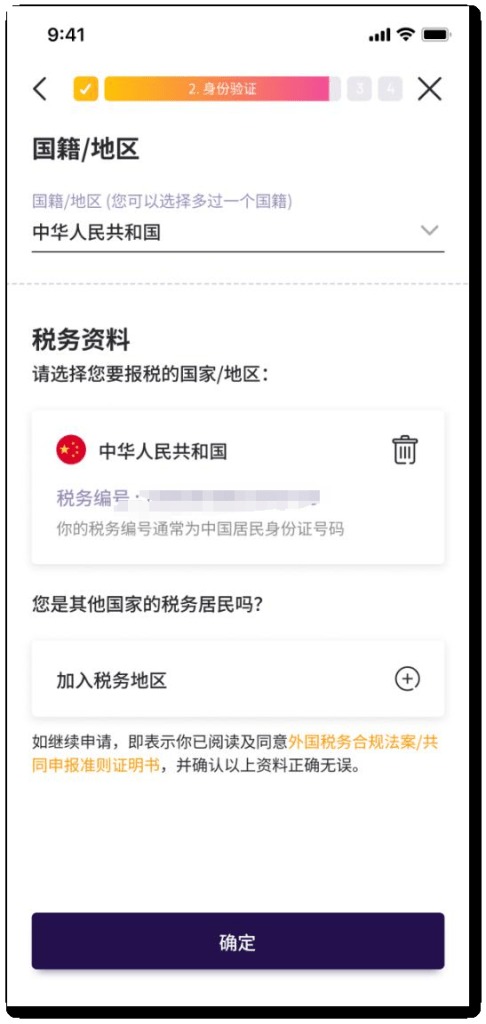 9:41
2. 身份验证
3
4
国籍/地区
国籍/地区 (您可以选择多过一个国籍)
中华人民共和国
税务资料
请选择您要报税的国家/地区：
中华人民共和国
税务编号
你的税务编号通常为中国居民身份证号码
您是其他国家的税务居民吗?
加入税务地区
如继续申请，即表示你已阅读及同意外国税务合规法案/共
同申报准则证明书，并确认以上资料正确无误。
确定